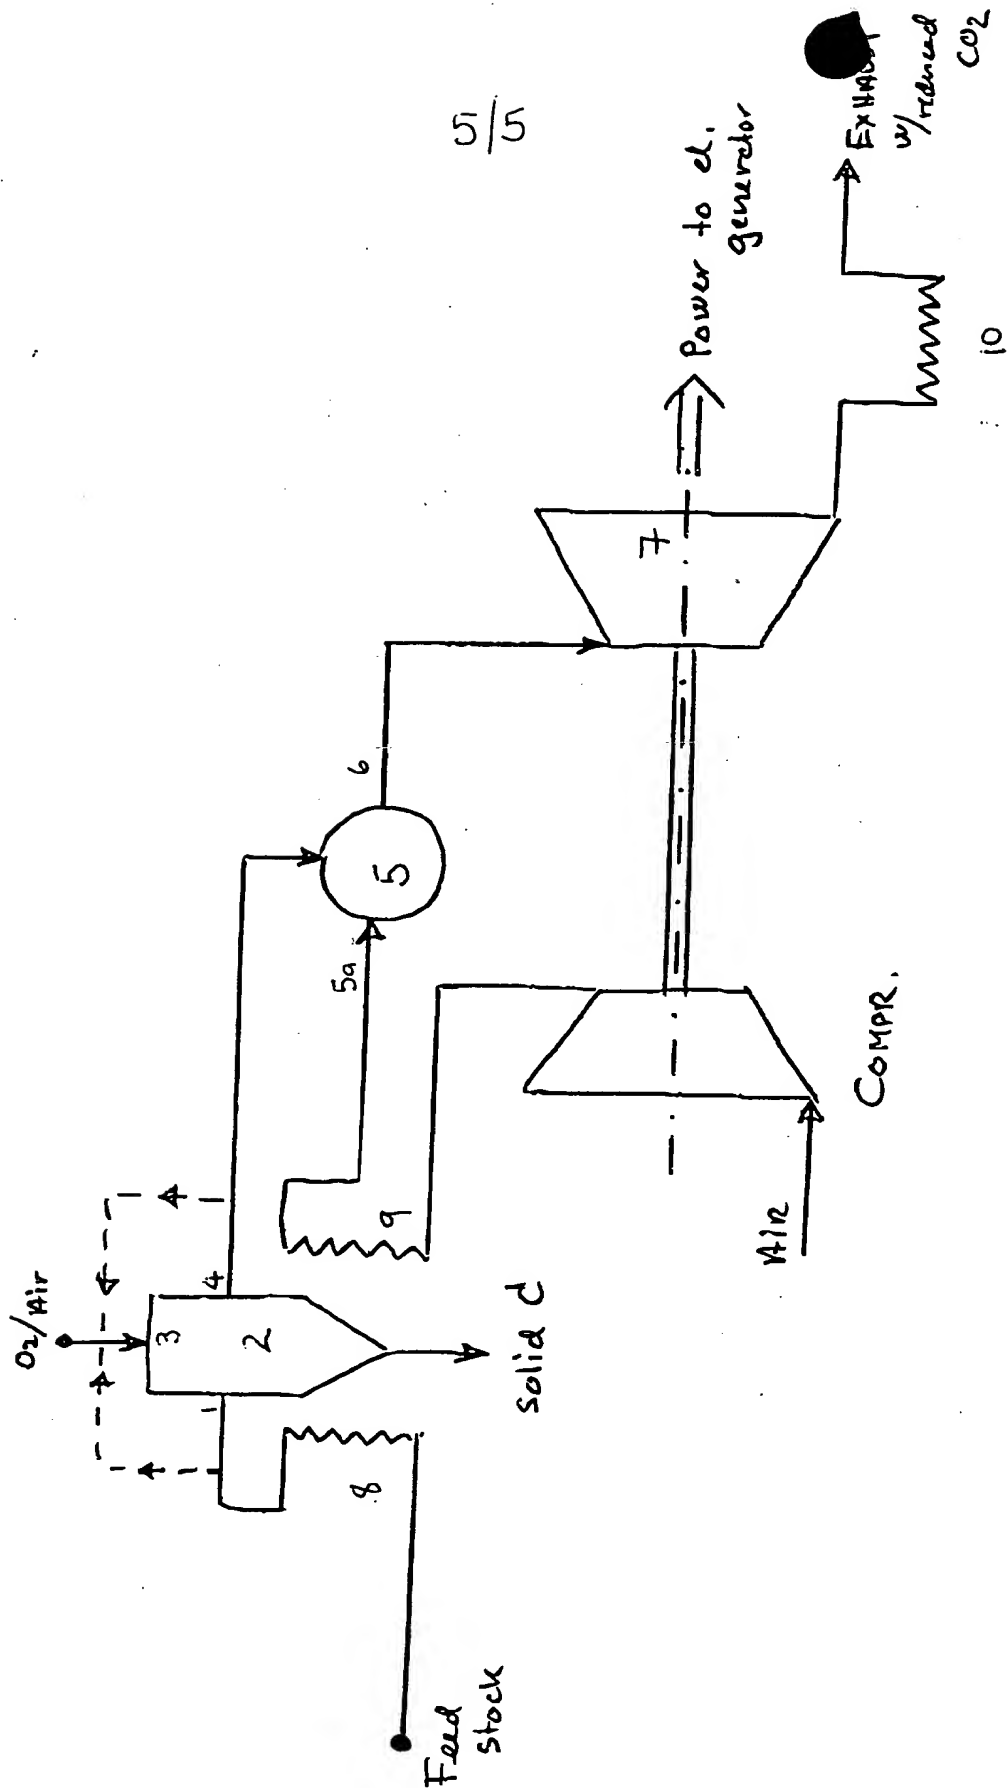 5/5
O2/Air
3
2
1
4
8
9
5a
5
6
7
10
Feed
stock
solid C
AIR
COMPR.
Power to el.
generator
EXHAUST
w/reduced
CO2